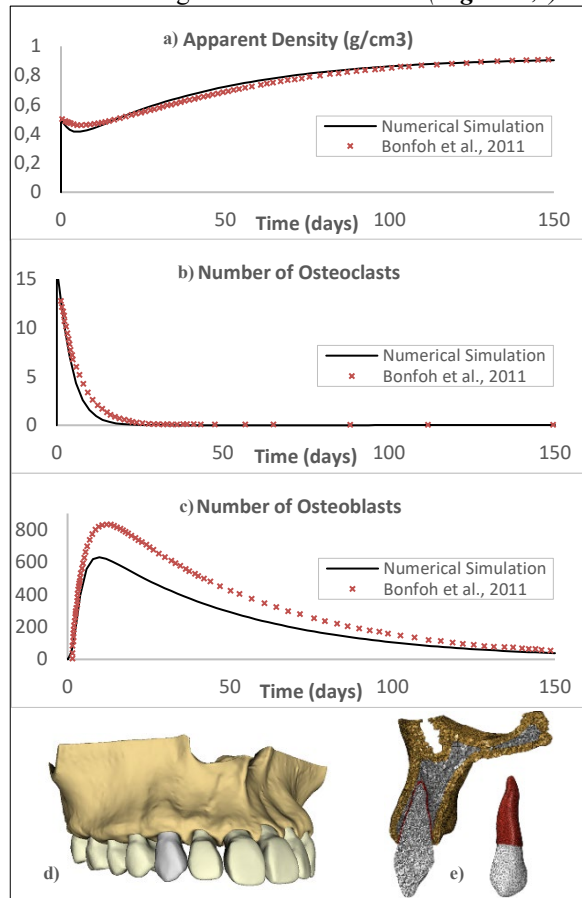 a) Apparent Density (g/cm3)
1
0,8
0,6
0,4
0,2
0
Numerical Simulation
Bonfoh et al., 2011
0 50 100 150
Time (days)
b) Number of Osteoclasts
15
10
5
0
Numerical Simulation
Bonfoh et al., 2011
0 50 100 150
Time (days)
c) Number of Osteoblasts
800
600
400
200
0
Numerical Simulation
Bonfoh et al., 2011
0 50 100 150
Time (days)
d)
e)